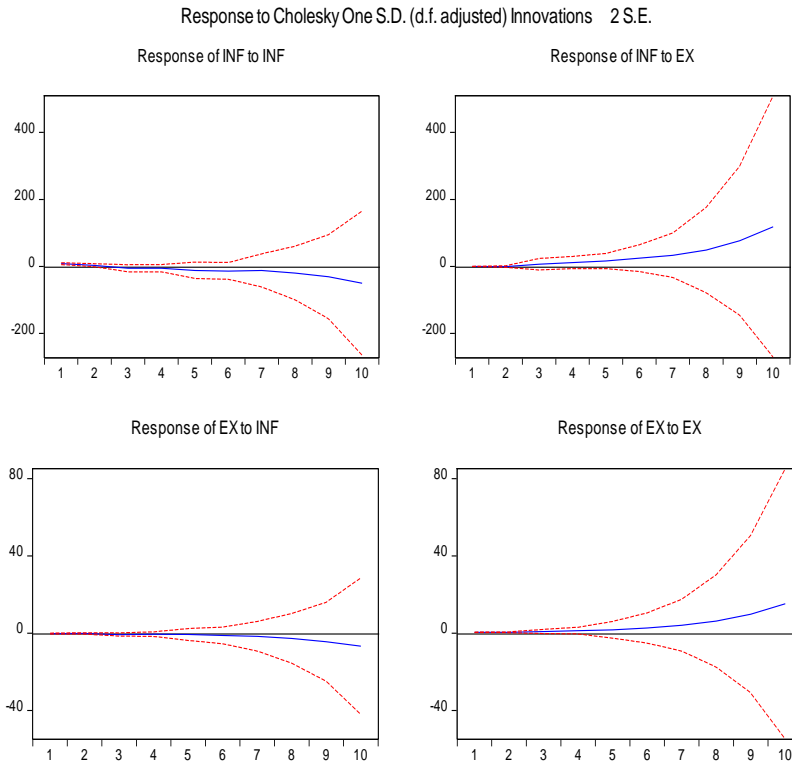 Response to Cholesky One S.D. (d.f. adjusted) Innovations 2 S.E.
Response of INF to INF
400
200
0
-200
1 2 3 4 5 6 7 8 9 10
Response of INF to EX
400
200
0
-200
1 2 3 4 5 6 7 8 9 10
Response of EX to INF
80
40
0
-40
1 2 3 4 5 6 7 8 9 10
Response of EX to EX
80
40
0
-40
1 2 3 4 5 6 7 8 9 10